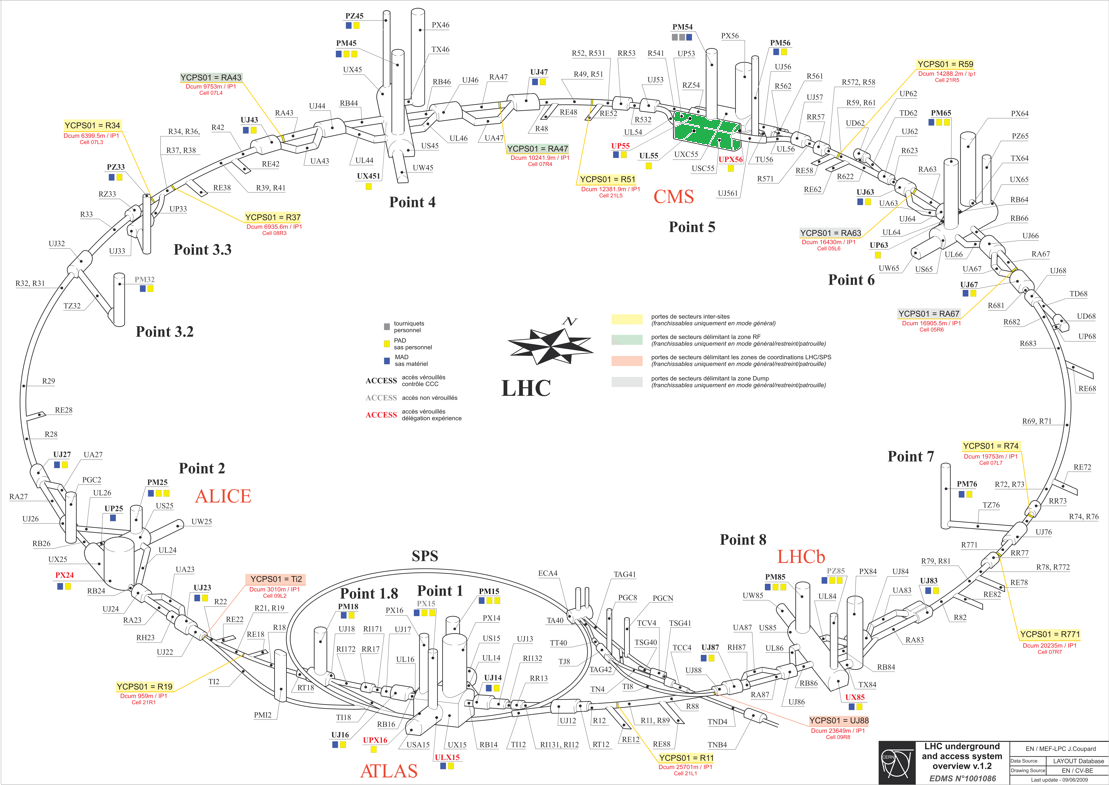 PZ45
PX46
PM45
TX46
UX45
RB46
UJ46
RA47
UJ47
R52, R531
R49, R51
RR53
R541
UP53
UJ53
RZ54
PM54
PX56
PM56
UJ56
R562
R561
UJ57
RR57
R572, R58
R59, R61
UP62
UD62
TD62
UJ62
R623
YCPS01 = R59
Dcum 14288.2m / Ip1
Cell 21R5
PM65
PX64
PZ65
TX64
UX65
RB64
RB66
UJ66
RA67
UJ68
TD68
UD68
UP68
YCPS01 = RA43
Dcum 9753m / IP1
Cell 07L4
YCPS01 = R34
Dcum 6399.5m / IP1
Cell 07L3
RA43
UJ44
RB44
UJ43
R42
R34, R36,
R37, R38
PZ33
RZ33
R33
UJ33
UP33
RE38
R39, R41
RE42
UA43
UL44
UX451
US45
UW45
UL46
UA47
Point 4
YCPS01 = RA47
Dcum 10241.9m / IP1
Cell 07R4
R48
RE48
RE52
R532
YCPS01 = R51
Dcum 12381.9m / IP1
Cell 21L5
UL54
UP55
UL55
UXC55
USC55
UPX56
UJ561
TU56
UL56
R571
RE58
RE62
R622
CMS
Point 5
YCPS01 = RA63
Dcum 16430m / IP1
Cell 05L6
RA63
UJ63
UA63
UJ64
UL64
UP63
UW65
US65
UL66
UA67
UJ67
R681
R682
R683
Point 6
YCPS01 = RA67
Dcum 16905.5m / IP1
Cell 05R6
YCPS01 = R37
Dcum 6935.6m / IP1
Cell 08R3
Point 3.3
UJ32
R32, R31
TZ32
PM32
Point 3.2
tourniquets
personnel
PAD
sas personnel
MAD
sas matériel
ACCESS accès vérouillés
contrôle CCC
ACCESS accès non vérouillés
ACCESS accès vérouillés
délégation expérience
N
LHC
portes de secteurs inter-sites
(franchissables uniquement en mode général)
portes de secteurs délimitant la zone RF
(franchissables uniquement en mode général/restreint/patrouille)
portes de secteurs délimitant les zones de coordinations LHC/SPS
(franchissables uniquement en mode général/restreint/patrouille)
portes de secteurs délimitant la zone Dump
(franchissables uniquement en mode général/restreint/patrouille)
RE68
R69, R71
R29
RE28
R28
UJ27
UA27
PGC2
UL26
RA27
UJ26
RB26
UX25
PX24
RB24
UP25
PM25
US25
UW25
UL24
Point 2
ALICE
UA23
UJ24
RA23
UJ23
RH23
UJ22
R22
RE22
YCPS01 = Ti2
Dcum 3010m / IP1
Cell 09L2
R21, R19
RE18
R18
YCPS01 = R19
Dcum 959m / IP1
Cell 21R1
TI2
PMI2
SPS
Point 1.8
PM18
UJ18
RI72
RI171
RR17
UJ17
PX16
UL16
RT18
TI18
UJ16
RB16
UPX16
USA15
ATLAS
Point 1
PX15
PM15
PX14
US15
UL14
UJ14
UJ13
RI132
RR13
UX15
ULX15
RB14
TI12
RI131, RI12
UJ12
RT12
R12
RE12
R11, R89
RE88
R88
YCPS01 = R11
Dcum 25701m / IP1
Cell 21L1
ECA4
TA40
TT40
TJ8
TAG41
PGC8
PGCN
TCV4
TSG41
TSG40
TAG42
TCC4
TN4
TI8
TND4
TNB4
UJ88
UJ87
RH87
UA87
RA87
UJ86
RB86
UL86
US85
UW85
YCPS01 = UJ88
Dcum 23649m / IP1
Cell 09R8
Point 8
LHCb
PM85
PZ85
PX84
UL84
UJ84
UA83
UJ83
RA83
RB84
TX84
UX85
R79, R81
R82
RE82
RE78
R78, R772
RR77
R771
UJ76
R74, R76
RR73
R72, R73
RE72
YCPS01 = R74
Dcum 19753m / IP1
Cell 07L7
YCPS01 = R771
Dcum 20235m / IP1
Cell 07R7
Point 7
PM76
TZ76
CERN
LHC underground
and access system
overview v.1.2
EDMS N°1001086
EN / MEF-LPC J.Coupard
Data Source LAYOUT Database
Drawing Source EN / CV-BE
Last update - 09/06/2009